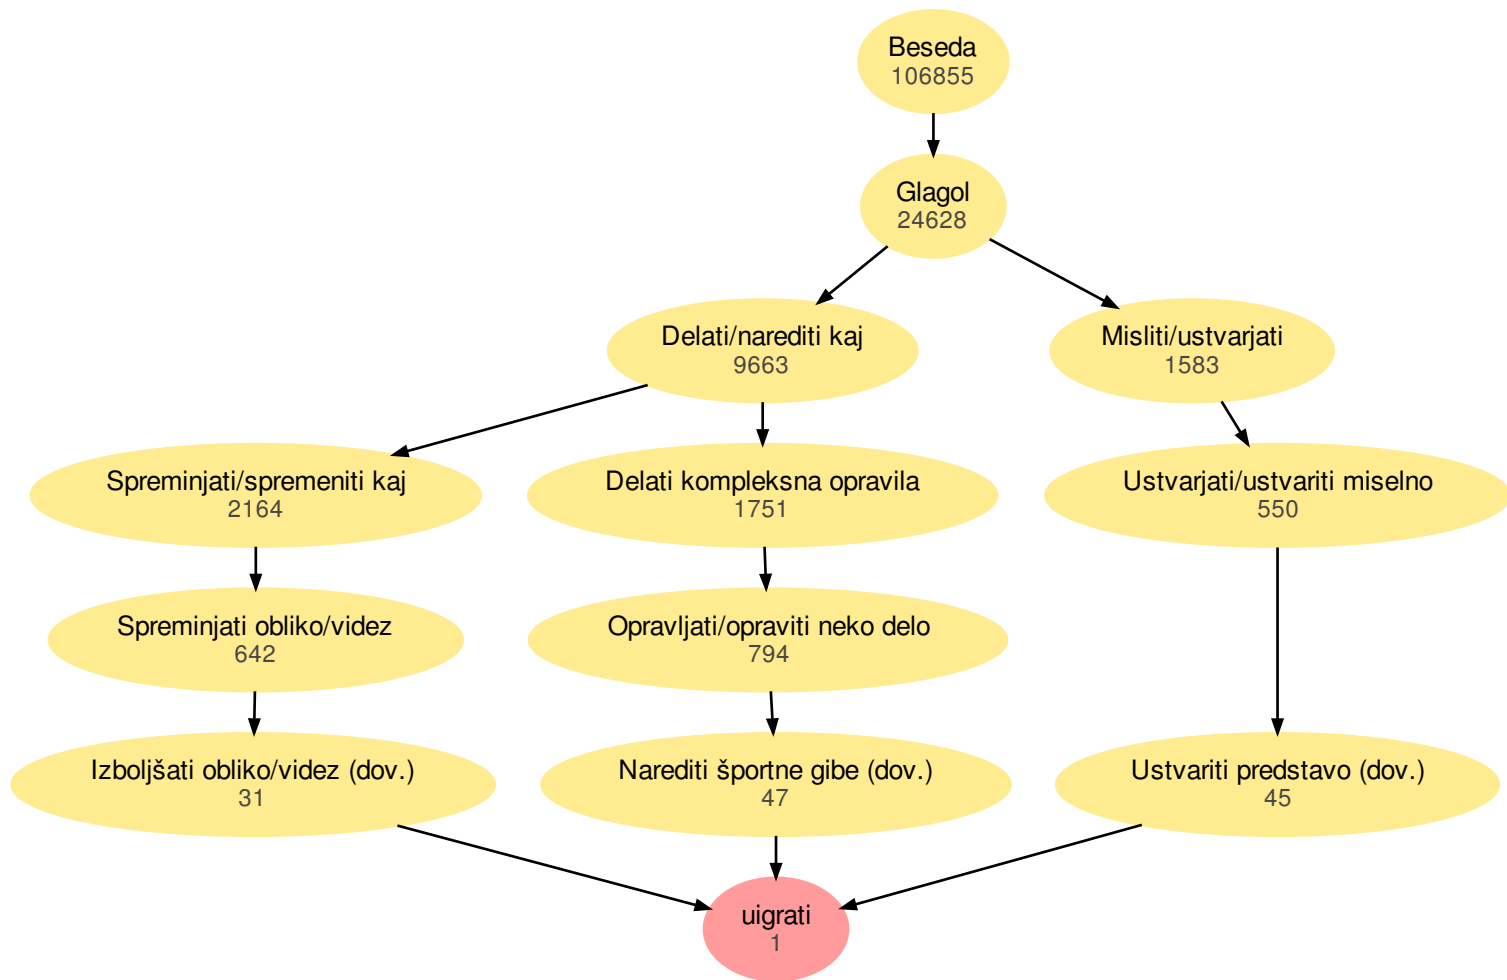 Beseda
106855
Glagol
24628
Delati/narediti kaj
9663
Misliti/ustvarjati
1583
Spreminjati/spremeniti kaj
2164
Delati kompleksna opravila
1751
Ustvarjati/ustvariti miselno
550
Spreminjati obliko/videz
642
Opravljati/opraviti neko delo
794
Izboljšati obliko/videz (dov.)
31
Narediti športne gibe (dov.)
47
Ustvariti predstavo (dov.)
45
uigrati
1